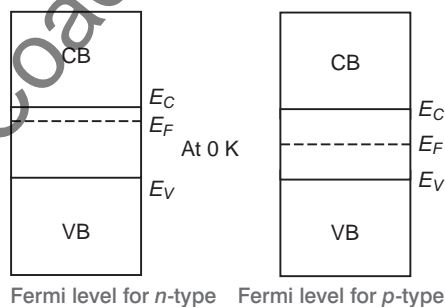 Coa
CB
E_C
E_F
E_V
VB
At 0 K
CB
E_C
E_F
E_V
VB
Fermi level for n-type
Fermi level for p-type